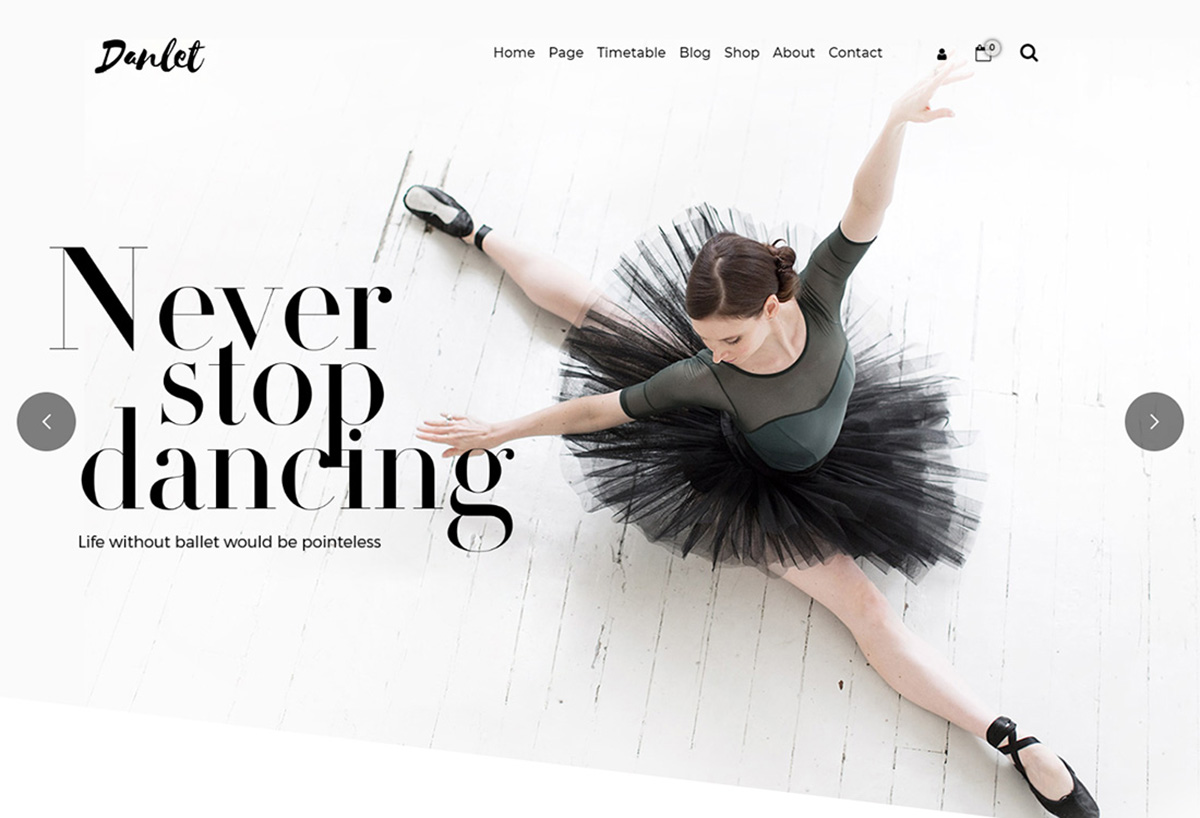 Danlet
Home Page Timetable Blog Shop About Contact
0
Never
stop
dancing
Life without ballet would be pointeless